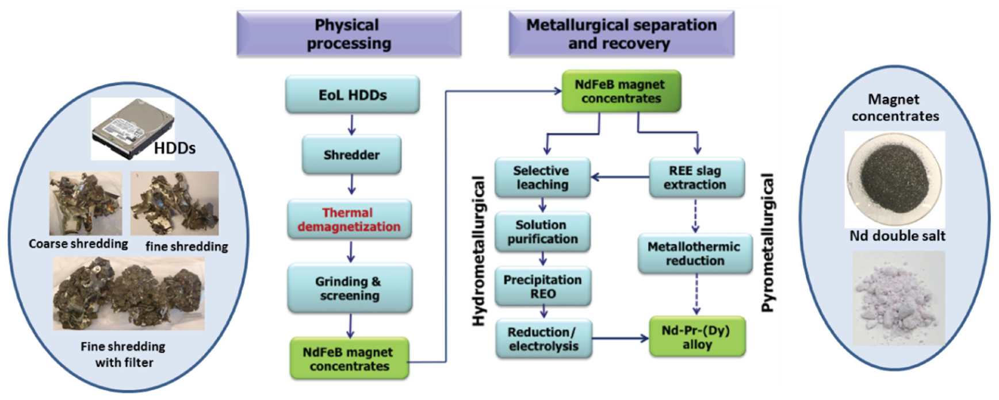 Physical
processing
Metallurgical separation
and recovery
HDDs
Coarse shredding
fine shredding
Fine shredding
with filter
EoL HDDs
Shredder
Thermal
demagnetization
Grinding &
screening
NdFeB magnet
concentrates
NdFeB magnet
concentrates
Hydrometallurgical
Selective
leaching
Solution
purification
Precipitation
REO
Reduction/
electrolysis
REE slag
extraction
Metallothermic
reduction
Nd-Pr-(Dy)
alloy
Pyrometallurgical
Magnet
concentrates
Nd double salt